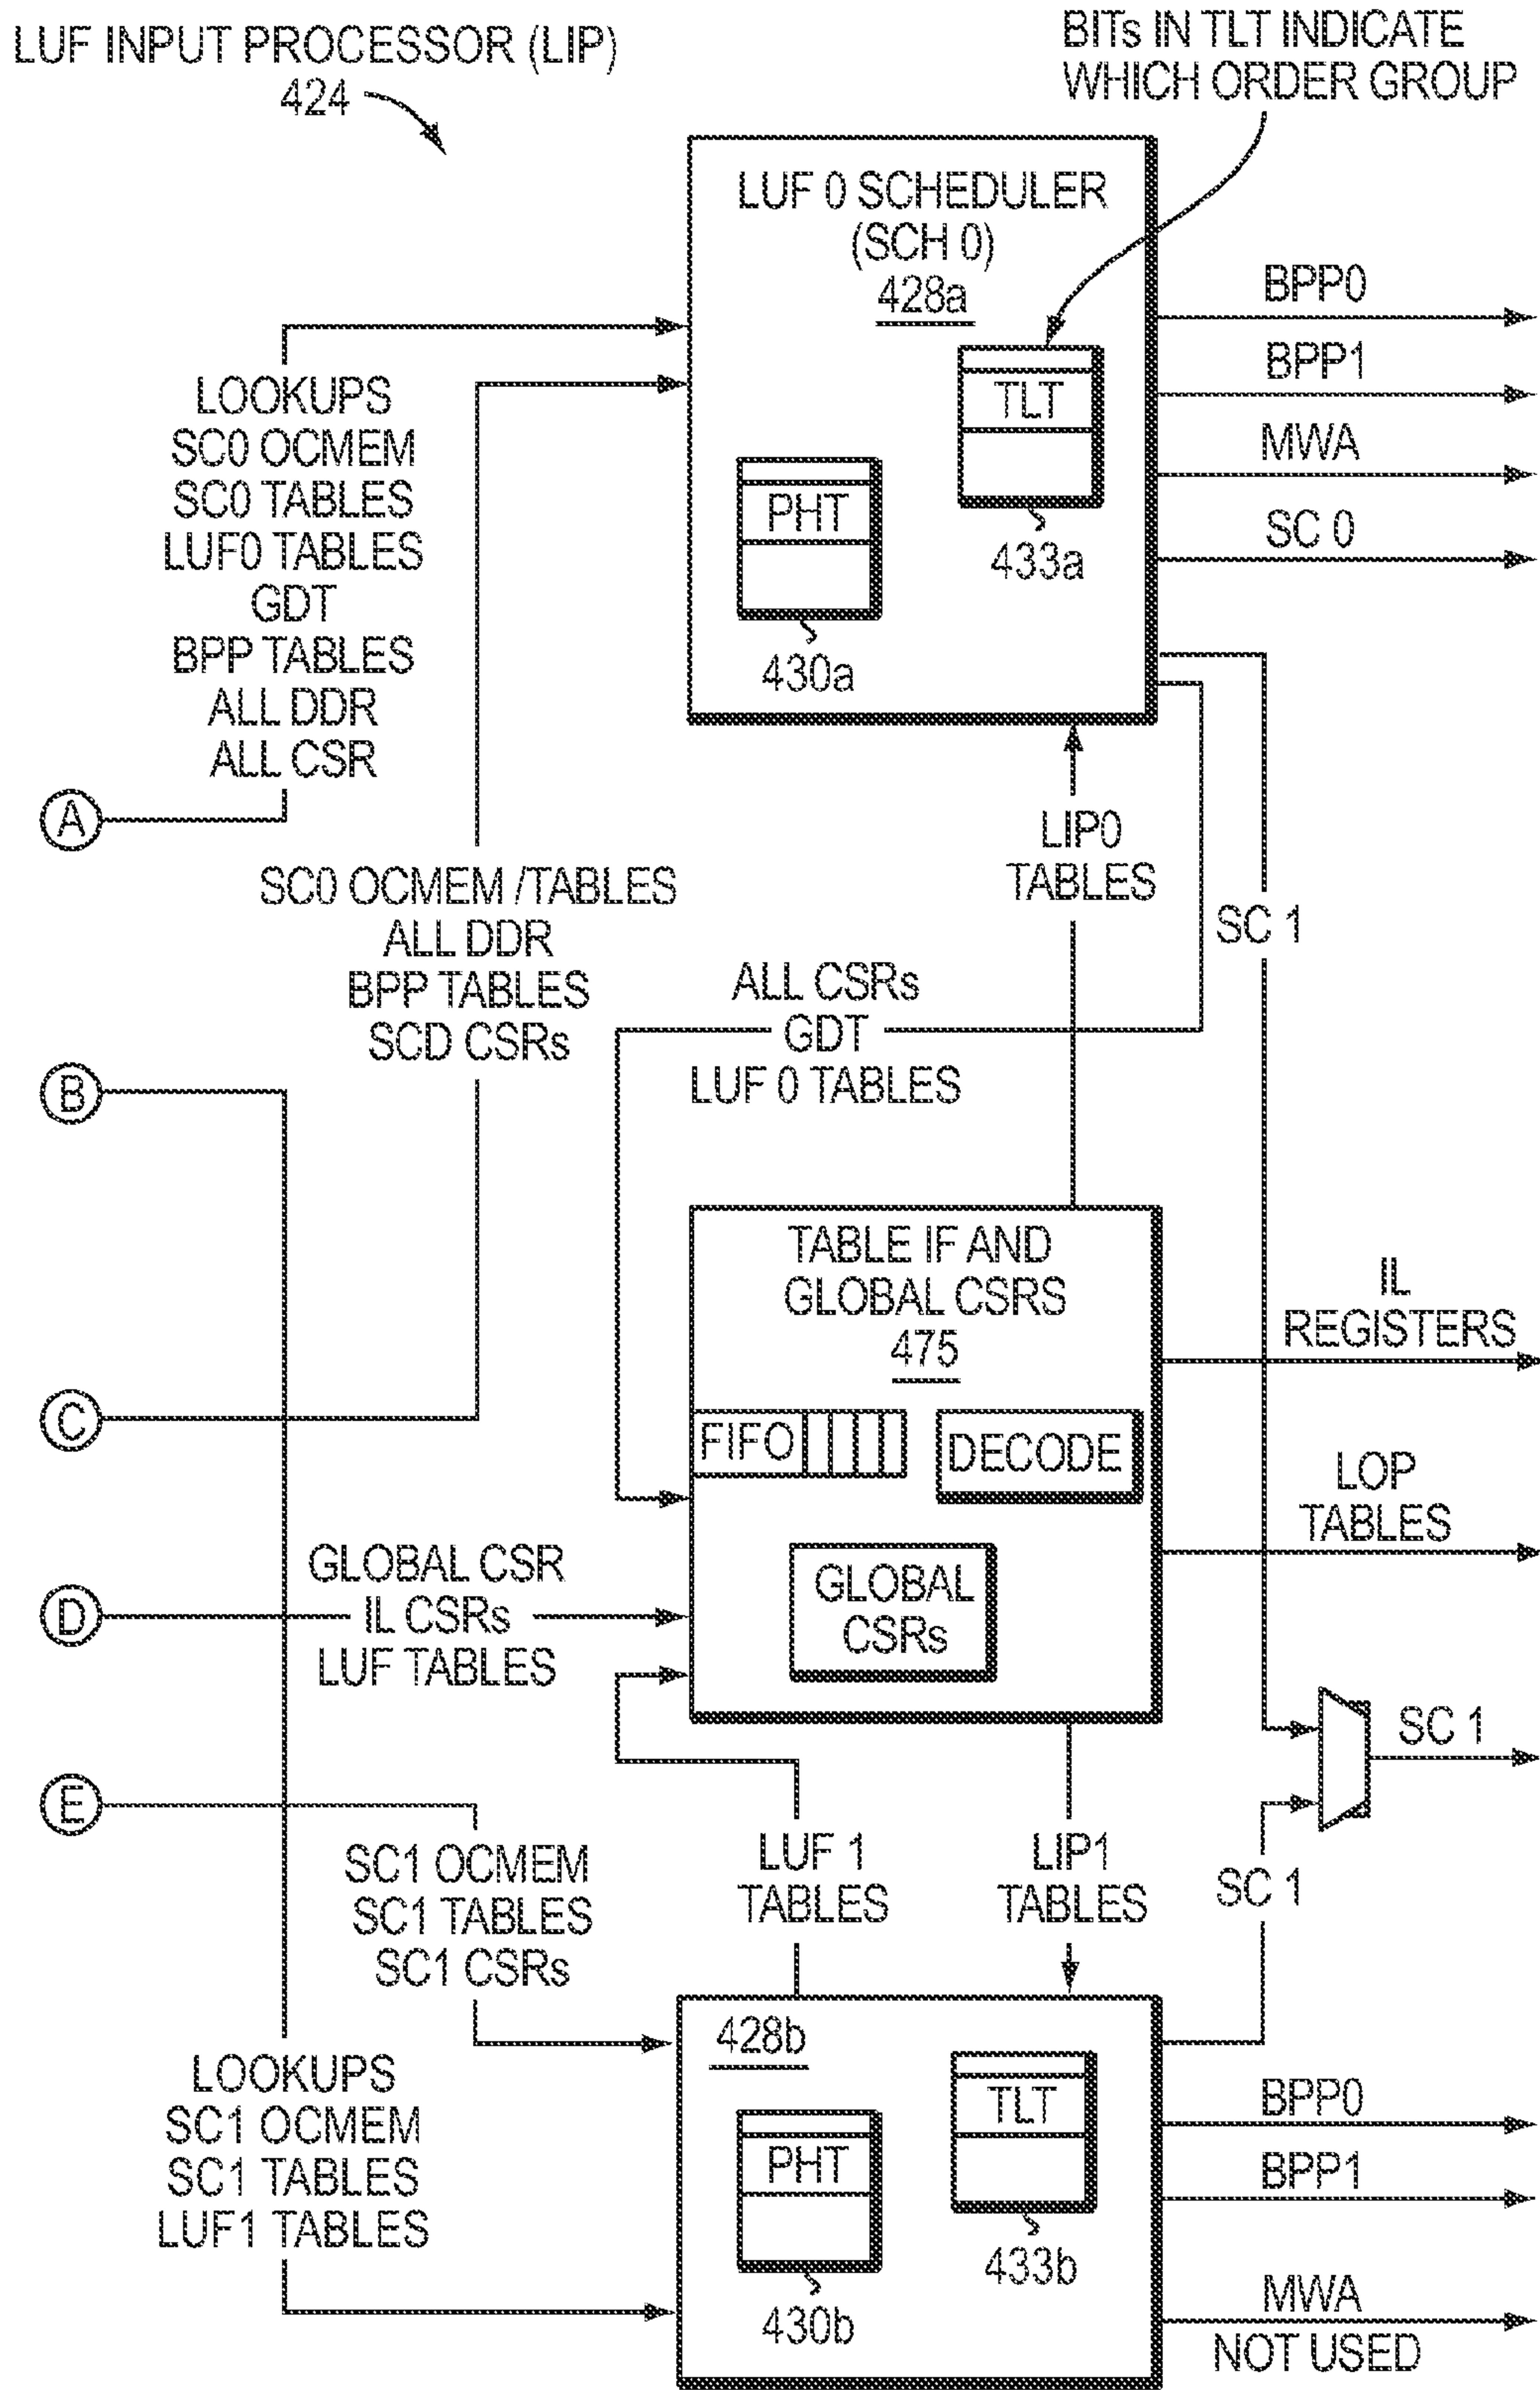 LUF INPUT PROCESSOR (LIP)
424
BITs IN TLT INDICATE
WHICH ORDER GROUP
LUF 0 SCHEDULER
(SCH 0)
428a
TLT
433a
PHT
430a
BPP0
BPP1
MWA
SC 0
LOOKUPS
SC0 OCMEM
SC0 TABLES
LUF0 TABLES
GDT
BPP TABLES
ALL DDR
ALL CSR
A
SC0 OCMEM /TABLES
ALL DDR
BPP TABLES
SCD CSRs
LIP0
TABLES
SC 1
ALL CSRs
GDT
LUF 0 TABLES
B
TABLE IF AND
GLOBAL CSRS
475
FIFO
DECODE
GLOBAL
CSRs
IL
REGISTERS
LOP
TABLES
C
D
GLOBAL CSR
IL CSRs
LUF TABLES
SC 1
E
SC1 OCMEM
SC1 TABLES
SC1 CSRs
LUF 1
TABLES
LIP1
TABLES
SC 1
LOOKUPS
SC1 OCMEM
SC1 TABLES
LUF1 TABLES
428b
TLT
433b
PHT
430b
BPP0
BPP1
MWA
NOT USED